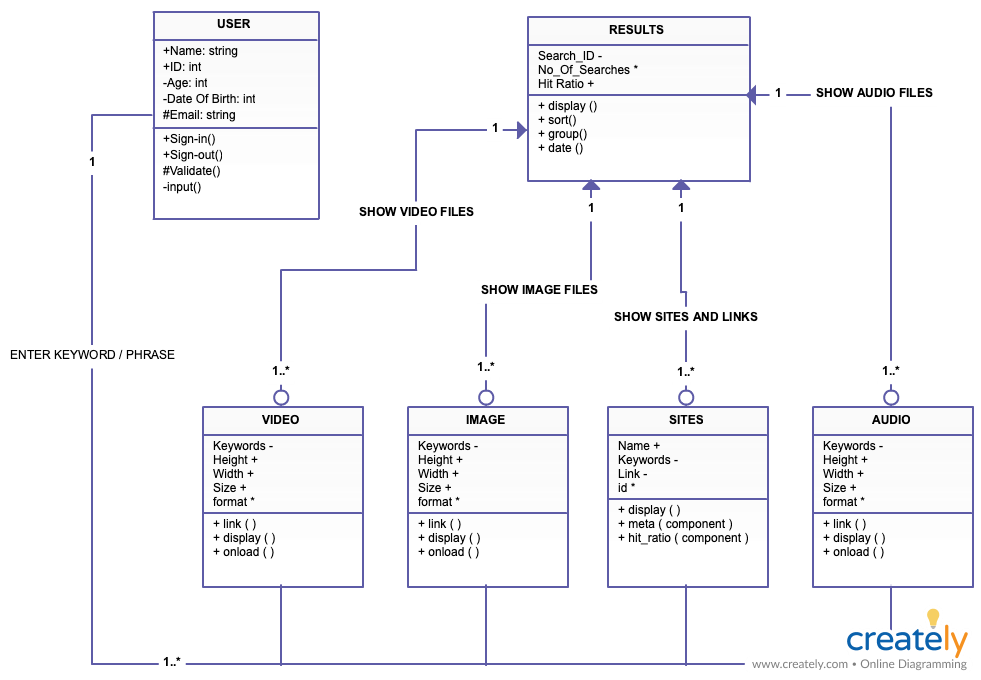 USER
+Name: string
+ID: int
-Age: int
-Date Of Birth: int
#Email: string
+Sign-in()
+Sign-out()
#Validate()
-input()
RESULTS
Search_ID -
No_Of_Searches *
Hit Ratio +
+ display ()
+ sort()
+ group()
+ date ()
1
SHOW AUDIO FILES
1
1
SHOW VIDEO FILES
1
1
SHOW IMAGE FILES
SHOW SITES AND LINKS
ENTER KEYWORD / PHRASE
1..*
1..*
1..*
1..*
VIDEO
Keywords -
Height +
Width +
Size +
format *
+ link ( )
+ display ( )
+ onload ( )
IMAGE
Keywords -
Height +
Width +
Size +
format *
+ link ( )
+ display ( )
+ onload ( )
SITES
Name +
Keywords -
Link -
id *
+ display ( )
+ meta ( component )
+ hit_ratio ( component )
AUDIO
Keywords -
Height +
Width +
Size +
format *
+ link ( )
+ display ( )
+ onload ( )
1..*
creately
www.creately.com • Online Diagramming